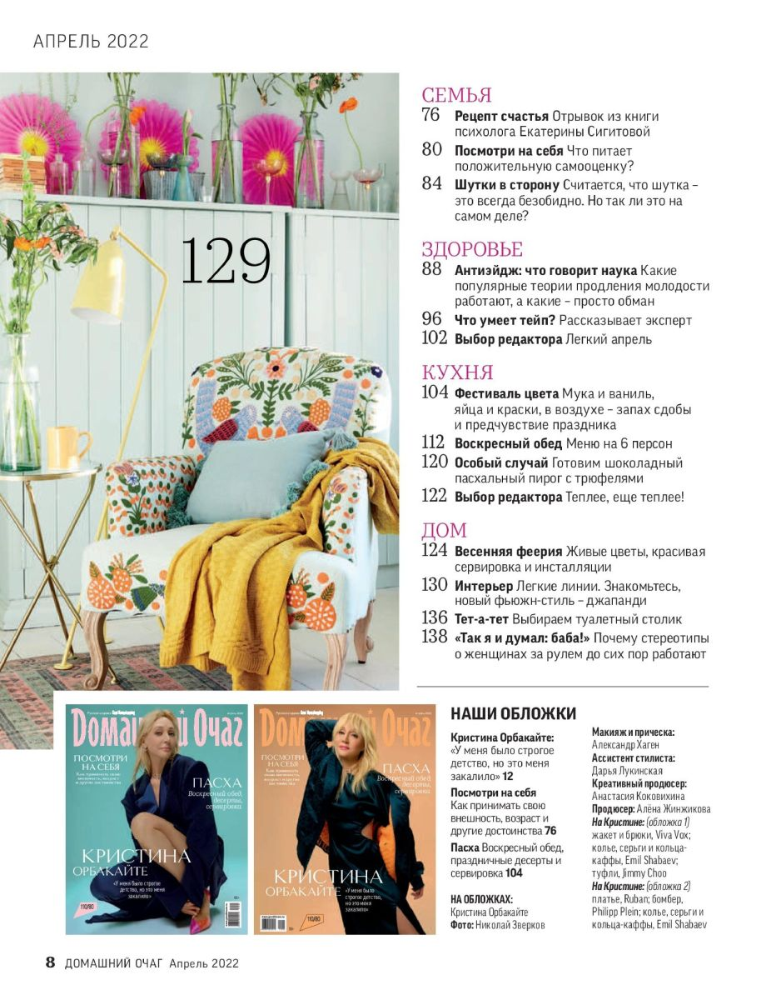 АПРЕЛЬ 2022
129
СЕМЬЯ
76 Рецепт счастья Отрывок из книги
психолога Екатерины Сигитовой
80 Посмотри на себя Что питает
положительную самооценку?
84 Шутки в сторону Считается, что шутка –
это всегда безобидно. Но так ли это на
самом деле?
ЗДОРОВЬЕ
88 Антиэйдж: что говорит наука Какие
популярные теории продления молодости
работают, а какие – просто обман
96 Что умеет тейп? Рассказывает эксперт
102 Выбор редактора Легкий апрель
КУХНЯ
104 Фестиваль цвета Мука и ваниль,
яйца и краски, в воздухе – запах сдобы
и предчувствие праздника
112 Воскресный обед Меню на 6 персон
120 Особый случай Готовим шоколадный
пасхальный пирог с трюфелями
122 Выбор редактора Теплее, еще теплее!
ДОМ
124 Весенняя феерия Живые цветы, красивая
сервировка и инсталляции
130 Интерьер Легкие линии. Знакомьтесь,
новый фьюжн-стиль – джапанди
136 Тет-а-тет Выбираем туалетный столик
138 «Так я и думал: баба!» Почему стереотипы
о женщинах за рулем до сих пор работают
Домашний Очаг
ПОСМОТРИ
НА СЕБЯ
Как принимать свою
внешность, возраст
и другие достоинства
ПАСХА
Воскресный обед,
десерты,
сервировка
КРИСТИНА
ОРБАКАЙТЕ
«У меня было строгое
детство, но это меня
закалило»
110/80
Домашний Очаг
ПОСМОТРИ
НА СЕБЯ
Как принимать свою
внешность, возраст и
другие достоинства
ПАСХА
Воскресный обед,
десерты,
сервировка
КРИСТИНА
ОРБАКАЙТЕ
«У меня было
строгое детство,
но это меня
закалило»
110/80
НАШИ ОБЛОЖКИ
Кристина Орбакайте:
«У меня было строгое
детство, но это меня
закалило» 12
Посмотри на себя
Как принимать свою
внешность, возраст и
другие достоинства 76
Пасха Воскресный обед,
праздничные десерты и
сервировка 104
НА ОБЛОЖКАХ:
Кристина Орбакайте
Фото: Николай Зверков
Макияж и прическа:
Александр Хаген
Ассистент стилиста:
Дарья Лукинская
Креативный продюсер:
Анастасия Коковихина
Продюсер: Алёна Жинжикова
На Кристине: (обложка 1)
жакет и брюки, Viva Vox;
колье, серьги и кольца-
каффы, Emil Shabaev;
туфли, Jimmy Choo
На Кристине: (обложка 2)
платье, Ruban; бомбер,
Philipp Plein; колье, серьги и
кольца-каффы, Emil Shabaev
8 ДОМАШНИЙ ОЧАГ Апрель 2022